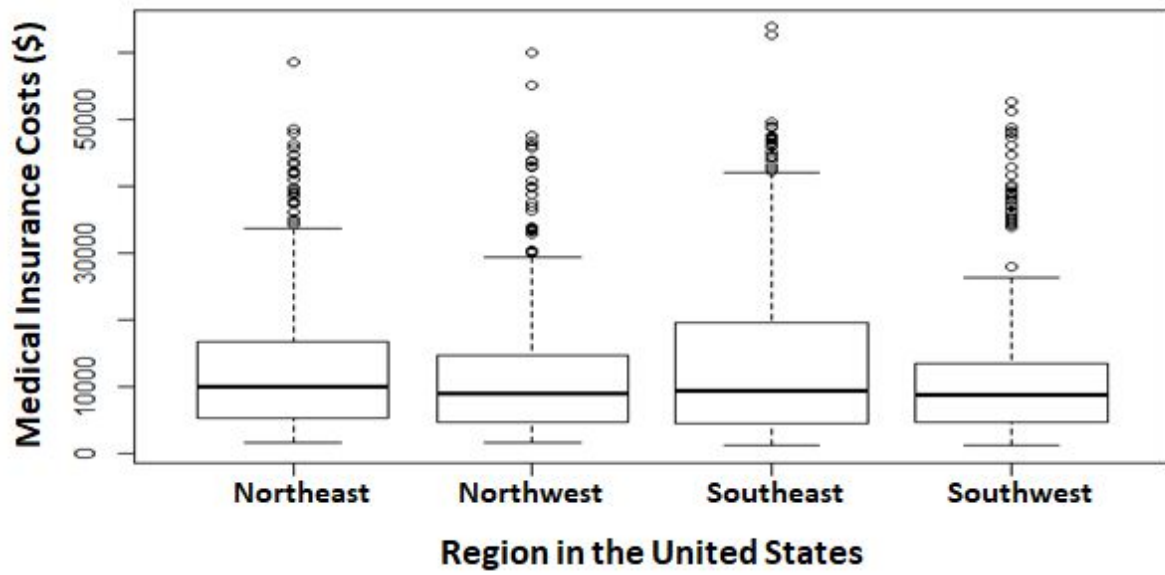 Medical Insurance Costs ($)
50000
30000
10000
0
Northeast Northwest Southeast Southwest
Region in the United States